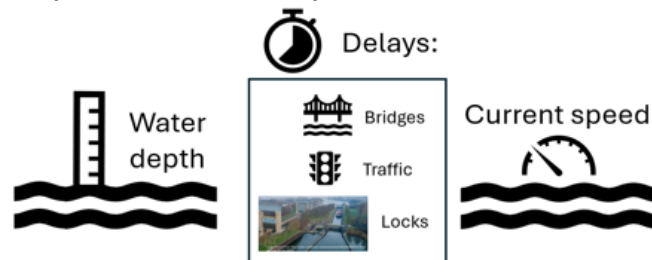 Delays:
Water
depth
Bridges
Traffic
Locks
Current speed